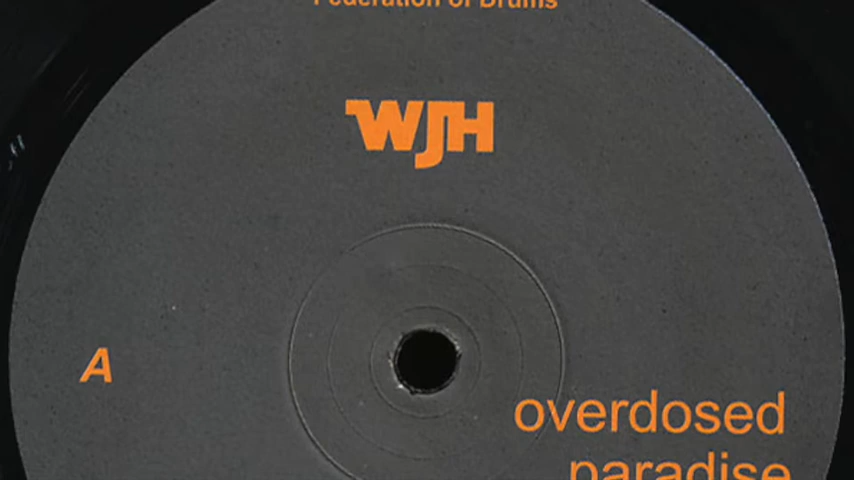 Federation of Drums
WJH
A
overdosed
paradise